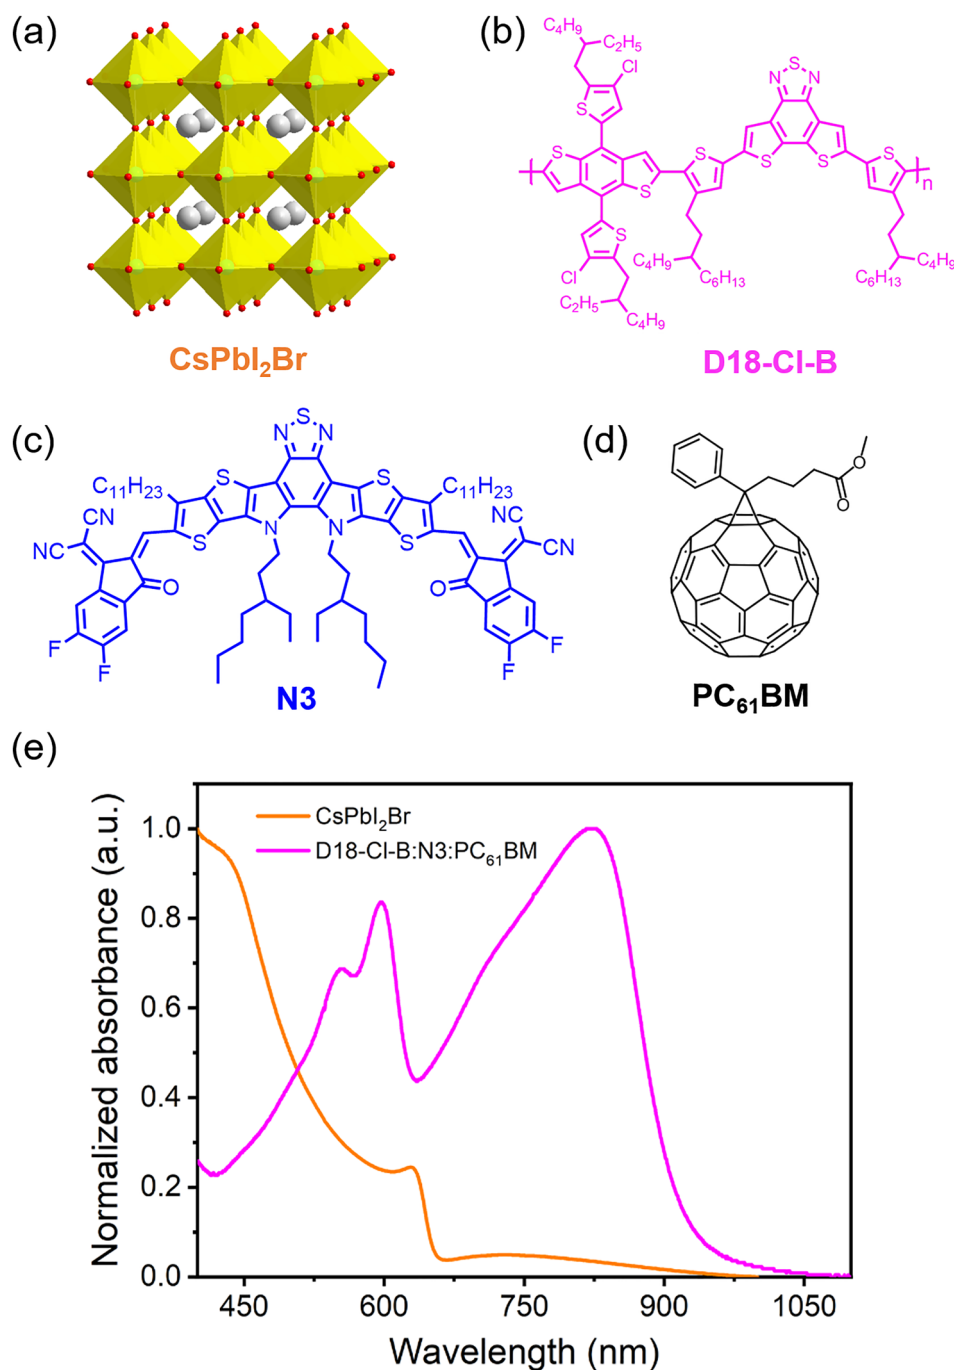 (a)
CsPbI₂Br
(b)
C₄H₉
C₂H₅
Cl
S
N S N
S
S
S
S
S
S
S
n
S
Cl
C₂H₅
C₄H₉
C₄H₉
C₆H₁₃
C₆H₁₃
C₄H₉
D18-Cl-B
(c)
N S N
C₁₁H₂₃
S
S
C₁₁H₂₃
CN
NC
S
N
N
S
NC
CN
O
O
F
F
F
F
N3
(d)
O
O
PC₆₁BM
(e)
CsPbI₂Br
D18-Cl-B:N3:PC₆₁BM
Normalized absorbance (a.u.)
1.0
0.8
0.6
0.4
0.2
0.0
450 600 750 900 1050
Wavelength (nm)